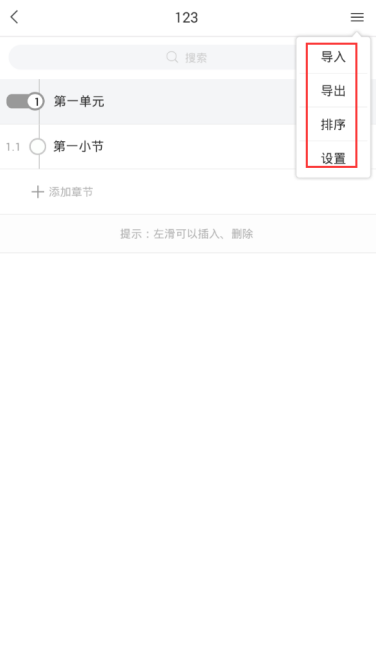 123
搜索
导入
导出
排序
设置
1 第一单元
1.1 第一小节
添加章节
提示：左滑可以插入、删除